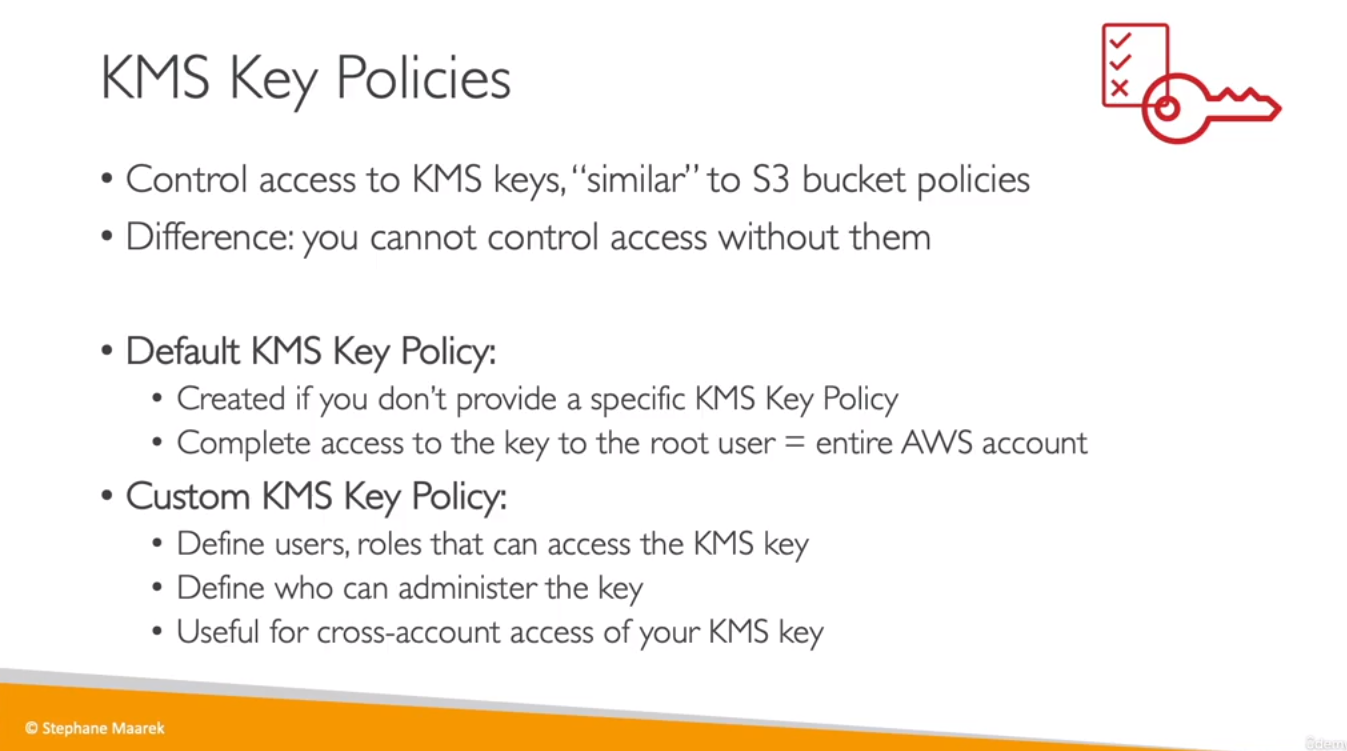 KMS Key Policies
• Control access to KMS keys, “similar” to S3 bucket policies
• Difference: you cannot control access without them
• Default KMS Key Policy:
• Created if you don’t provide a specific KMS Key Policy
• Complete access to the key to the root user = entire AWS account
• Custom KMS Key Policy:
• Define users, roles that can access the KMS key
• Define who can administer the key
• Useful for cross-account access of your KMS key
© Stephane Maarek
ûdemy